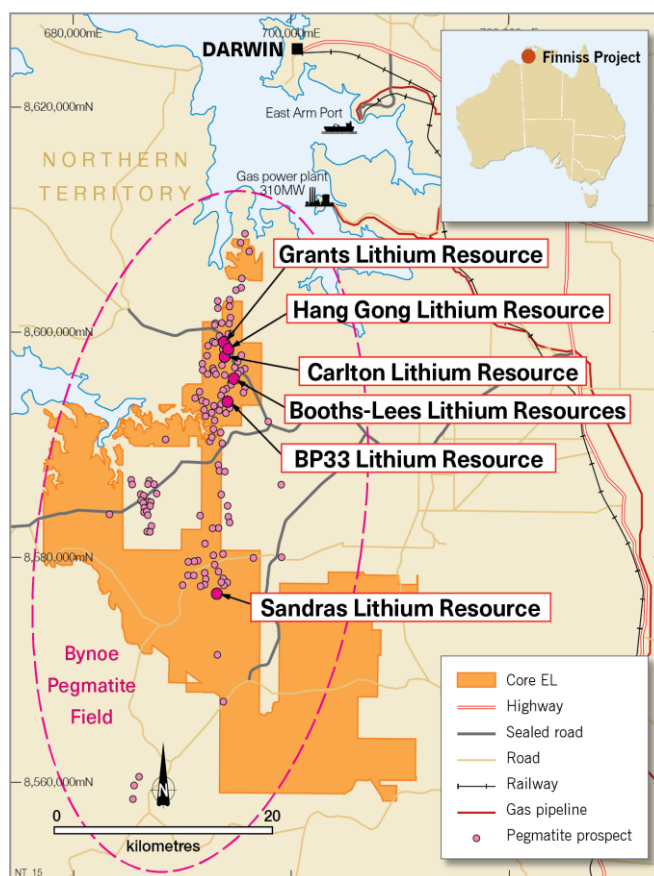 680,000mE
700,000mE
DARWIN
Finniss Project
8,620,000mN
East Arm Port
NORTHERN
TERRITORY
Gas power plant
310MW
Grants Lithium Resource
Hang Gong Lithium Resource
8,600,000mN
Carlton Lithium Resource
Booths-Lees Lithium Resources
BP33 Lithium Resource
8,580,000mN
Sandras Lithium Resource
Bynoe
Pegmatite
Field
Core EL
Highway
Sealed road
Road
Railway
Gas pipeline
Pegmatite prospect
8,560,000mN
N
0
20
kilometres
NT_15